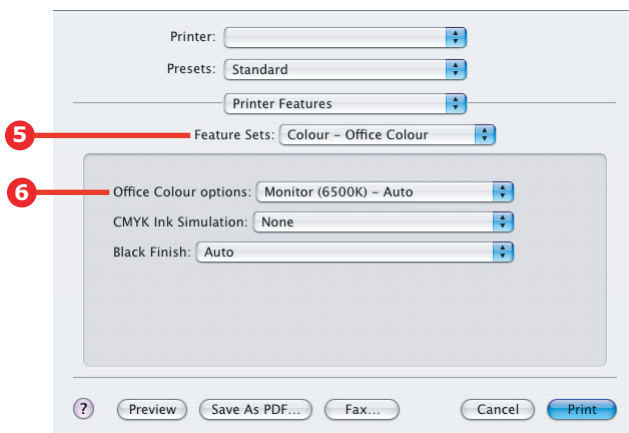 Printer:
Presets: Standard
Printer Features
5 Feature Sets: Colour – Office Colour
6 Office Colour options: Monitor (6500K) – Auto
CMYK Ink Simulation: None
Black Finish: Auto
? Preview Save As PDF... Fax... Cancel Print